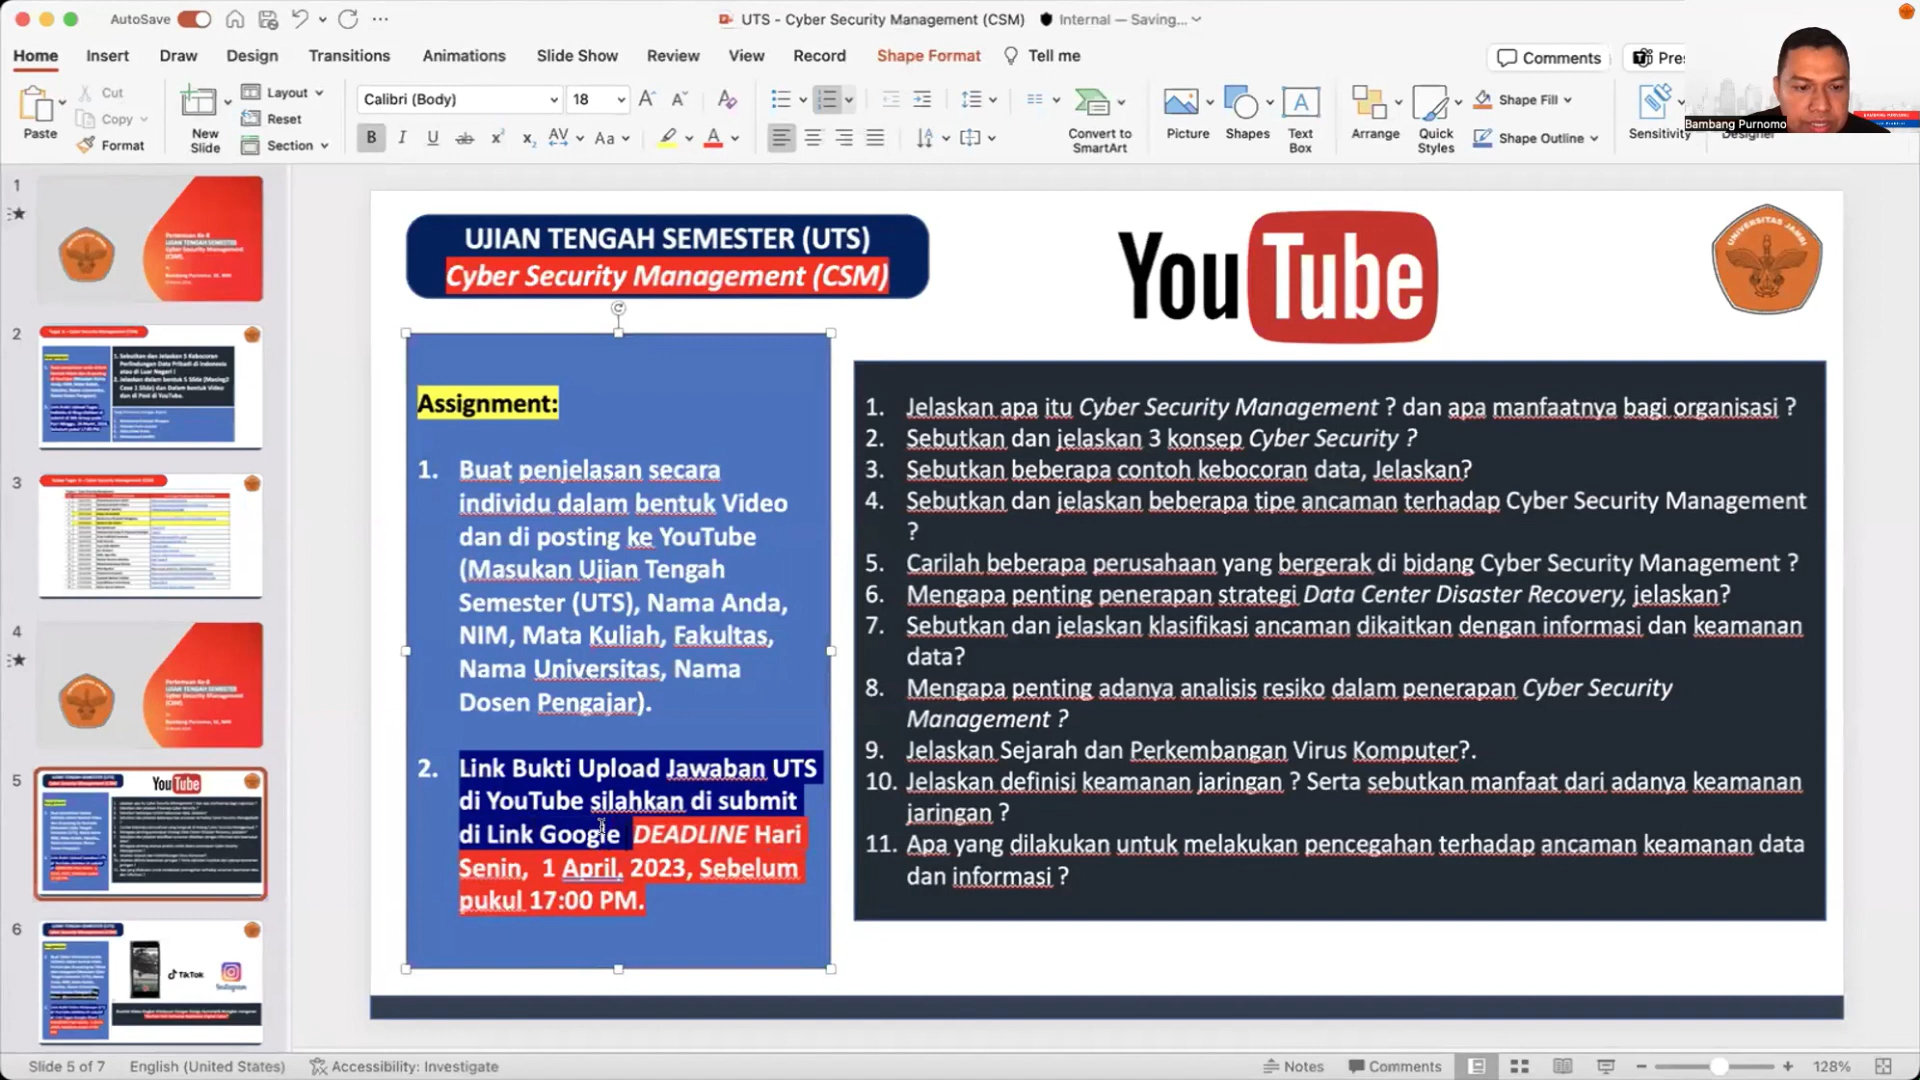 AutoSave
UTS - Cyber Security Management (CSM)
Internal — Saving...
Home
Insert
Draw
Design
Transitions
Animations
Slide Show
Review
View
Record
Shape Format
Tell me
Comments
Pres
Paste
Cut
Copy
Format
New Slide
Layout
Reset
Section
Calibri (Body)
18
Convert to SmartArt
Picture
Shapes
Text Box
Arrange
Quick Styles
Shape Fill
Shape Outline
Sensitivity
Designer
Bambang Purnomo
UJIAN TENGAH SEMESTER (UTS)
Cyber Security Management (CSM)
YouTube
UNIVERSITAS JAMBI
Assignment:
1. Buat penjelasan secara
individu dalam bentuk Video
dan di posting ke YouTube
(Masukan Ujian Tengah
Semester (UTS), Nama Anda,
NIM, Mata Kuliah, Fakultas,
Nama Universitas, Nama
Dosen Pengajar).
2. Link Bukti Upload Jawaban UTS
di YouTube silahkan di submit
di Link Google DEADLINE Hari
Senin, 1 April, 2023, Sebelum
pukul 17:00 PM.
1. Jelaskan apa itu Cyber Security Management ? dan apa manfaatnya bagi organisasi ?
2. Sebutkan dan jelaskan 3 konsep Cyber Security ?
3. Sebutkan beberapa contoh kebocoran data, Jelaskan?
4. Sebutkan dan jelaskan beberapa tipe ancaman terhadap Cyber Security Management
?
5. Carilah beberapa perusahaan yang bergerak di bidang Cyber Security Management ?
6. Mengapa penting penerapan strategi Data Center Disaster Recovery, jelaskan?
7. Sebutkan dan jelaskan klasifikasi ancaman dikaitkan dengan informasi dan keamanan
data?
8. Mengapa penting adanya analisis resiko dalam penerapan Cyber Security
Management ?
9. Jelaskan Sejarah dan Perkembangan Virus Komputer?.
10. Jelaskan definisi keamanan jaringan ? Serta sebutkan manfaat dari adanya keamanan
jaringan ?
11. Apa yang dilakukan untuk melakukan pencegahan terhadap ancaman keamanan data
dan informasi ?
1
2
3
4
5
6
TikTok
Slide 5 of 7
English (United States)
Accessibility: Investigate
Notes
Comments
128%